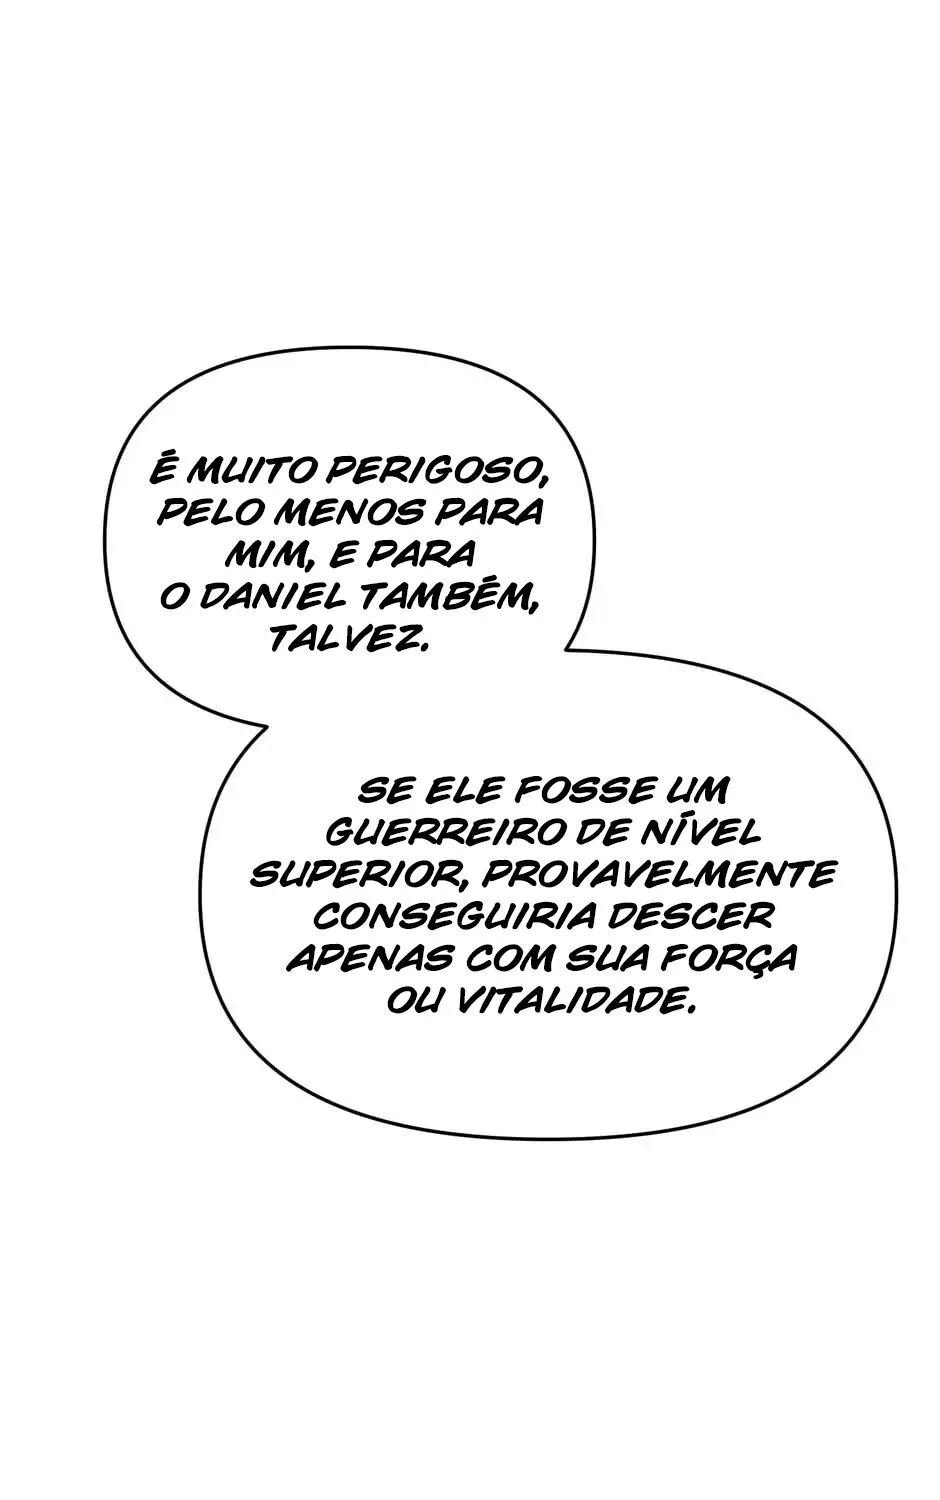 É MUITO PERIGOSO,
PELO MENOS PARA
MIM, E PARA
O DANIEL TAMBÉM,
TALVEZ.
SE ELE FOSSE UM
GUERREIRO DE NÍVEL
SUPERIOR, PROVAVELMENTE
CONSEGUIRIA DESCER
APENAS COM SUA FORÇA
OU VITALIDADE.